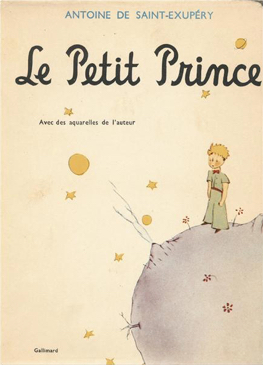 ANTOINE DE SAINT-EXUPÉRY
Le Petit Prince
Avec des aquarelles de l'auteur
Gallimard